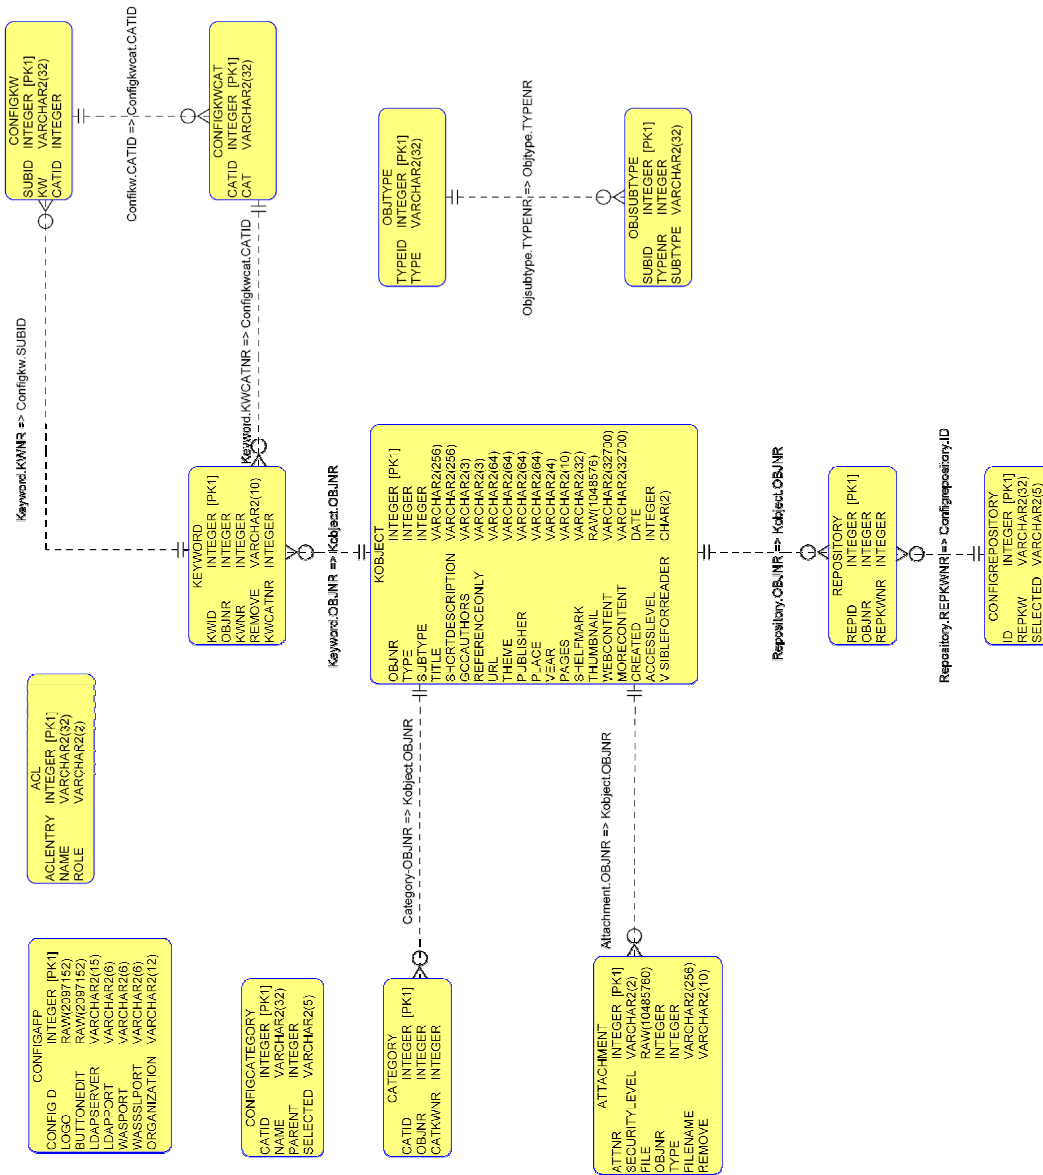 CONFIGKW
SUBID INTEGER [PK1]
KW VARCHAR2(32)
CATID INTEGER
Confikw.CATID => Configkwcat.CATID
CONFIGKWCAT
CATID INTEGER [PK1]
CAT VARCHAR2(32)
OBJTYPE
TYPEID INTEGER [PK1]
TYPE VARCHAR2(32)
Objsubtype.TYPENR => Objtype.TYPENR
OBJSUBTYPE
SUBID INTEGER [PK1]
TYPENR INTEGER
SUBTYPE VARCHAR2(32)
Keyword.KWNR => Configkw.SUBID
Keyword.KWCATNR => Configkwcat.CATID
KEYWORD
KWID INTEGER [PK1]
OBJNR INTEGER
KWNR INTEGER
REMOVE VARCHAR2(10)
KWCATNR INTEGER
Keyword.OBJNR => Kobject.OBJNR
KOBJECT
OBJNR INTEGER [PK1]
TYPE INTEGER
SUBTYPE INTEGER
TITLE VARCHAR2(256)
SHORTDESCRIPTION VARCHAR2(256)
GCCAUTHORS VARCHAR2(3)
REFERENCEONLY VARCHAR2(3)
URL VARCHAR2(64)
THEME VARCHAR2(64)
PUBLISHER VARCHAR2(64)
PLACE VARCHAR2(64)
YEAR VARCHAR2(4)
PAGES VARCHAR2(10)
SHELFMARK VARCHAR2(32)
THUMBNAIL RAW(1048576)
WEBCONTENT VARCHAR2(32700)
MORECONTENT VARCHAR2(32700)
CREATED DATE
ACCESSLEVEL INTEGER
VISIBLEFORREADER CHAR(2)
Repository.OBJNR => Kobject.OBJNR
REPOSITORY
REPID INTEGER [PK1]
OBJNR INTEGER
REPKWNR INTEGER
Repository.REPKWNR => Configrepository.ID
CONFIGREPOSITORY
ID INTEGER [PK1]
REPKW VARCHAR2(32)
SELECTED VARCHAR2(5)
ACL
ACLENTRY INTEGER [PK1]
NAME VARCHAR2(32)
ROLE VARCHAR2(2)
Category-OBJNR => Kobject.OBJNR
Attachment.OBJNR => Kobject.OBJNR
CONFIGAPP
CONFIG D INTEGER [PK1]
LOGO RAW(2097152)
BUTTONEDIT RAW(2097152)
LDAPSERVER VARCHAR2(15)
LDAPPORT VARCHAR2(6)
WASPORT VARCHAR2(6)
WASSSLPORT VARCHAR2(6)
ORGANIZATION VARCHAR2(12)
CONFIGCATEGORY
CATID INTEGER [PK1]
NAME VARCHAR2(32)
PARENT INTEGER
SELECTED VARCHAR2(5)
CATEGORY
CATID INTEGER [PK1]
OBJNR INTEGER
CATKWNR INTEGER
ATTACHMENT
ATTNR INTEGER [PK1]
SECURITYLEVEL VARCHAR2(2)
FILE RAW(10485760)
OBJNR INTEGER
TYPE INTEGER
FILENAME VARCHAR2(256)
REMOVE VARCHAR2(10)